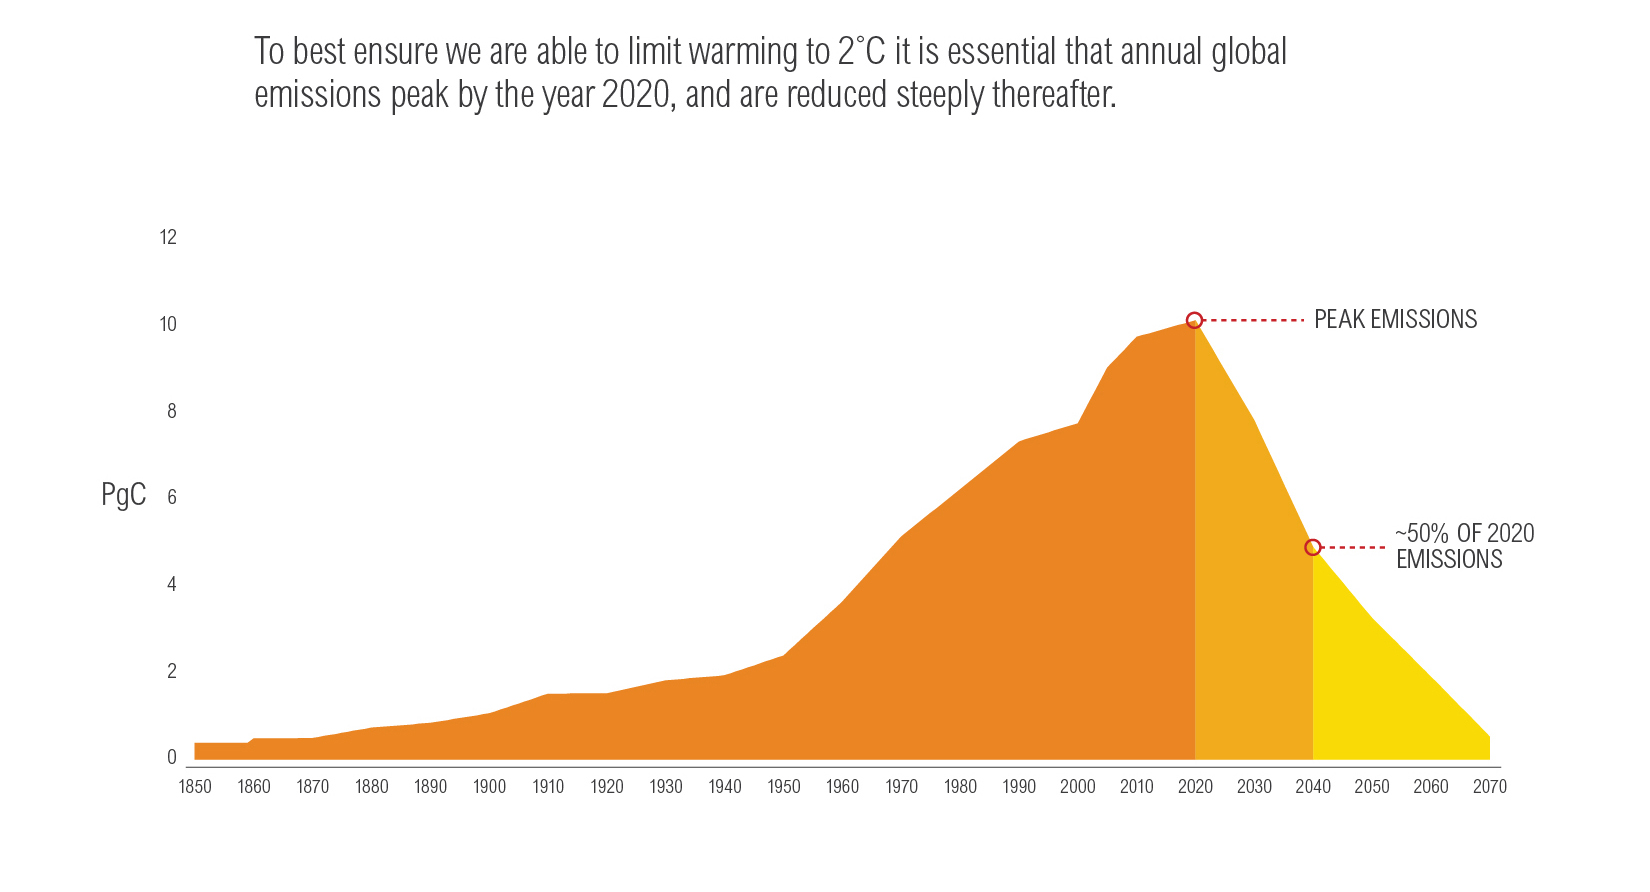 To best ensure we are able to limit warming to 2°C it is essential that annual global
emissions peak by the year 2020, and are reduced steeply thereafter.
12
10
PEAK EMISSIONS
8
PgC
6
~50% OF 2020
EMISSIONS
4
2
0
1850 1860 1870 1880 1890 1900 1910 1920 1930 1940 1950 1960 1970 1980 1990 2000 2010 2020 2030 2040 2050 2060 2070